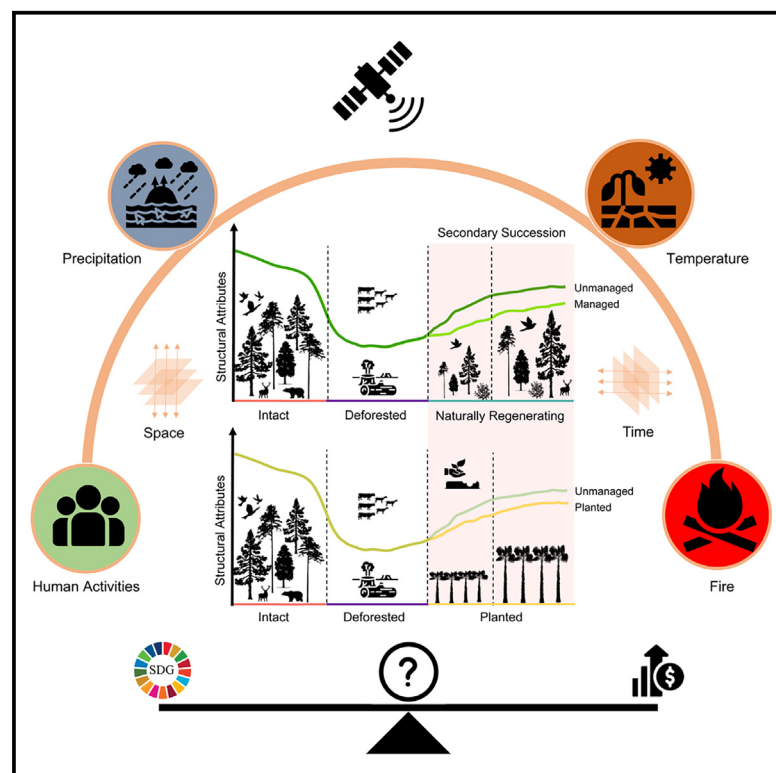 Precipitation
Temperature
Secondary Succession
Structural Attributes
Unmanaged
Managed
Intact
Deforested
Naturally Regenerating
Space
Time
Structural Attributes
Unmanaged
Planted
Intact
Deforested
Planted
Human Activities
Fire
SDG
?
$